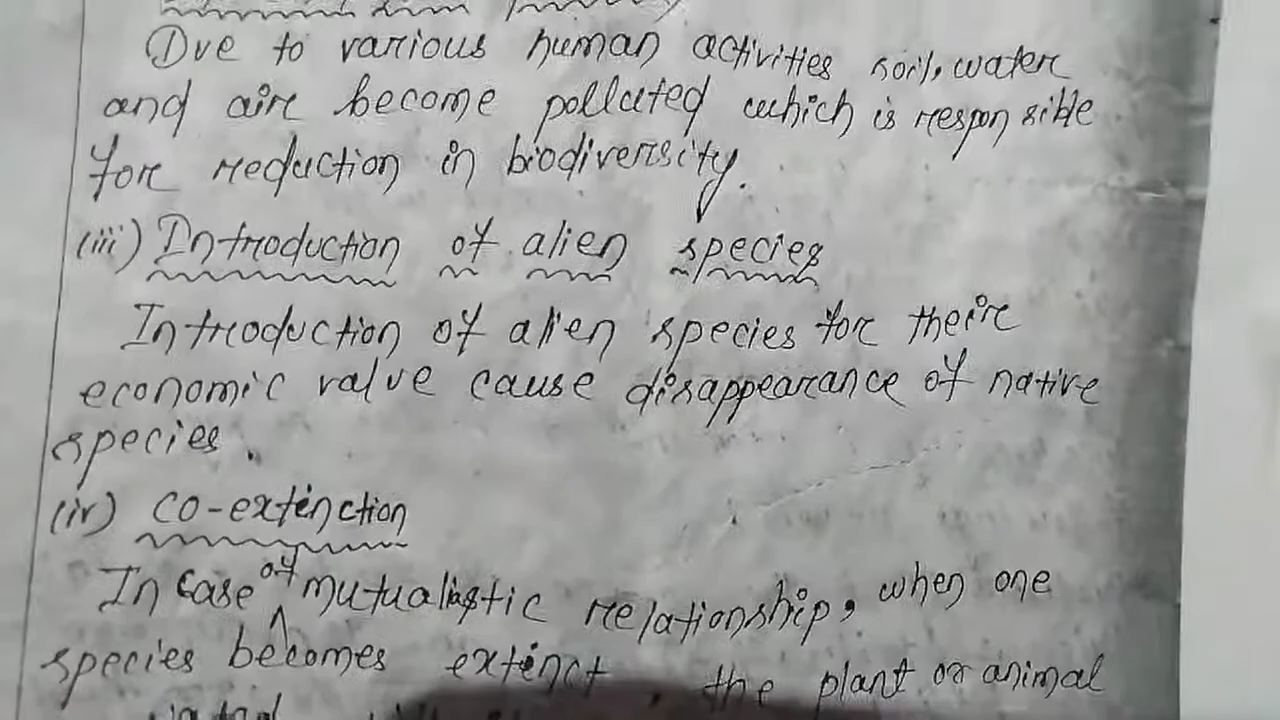 Due to various human activities soil, water
and air become polluted which is responsible
for reduction in biodiversity.
(iii) Introduction of alien species
Introduction of alien species for their
economic value cause disappearance of native
species.
(iv) co-extinction
In case of mutualistic relationship, when one
species becomes extinct, the plant or animal